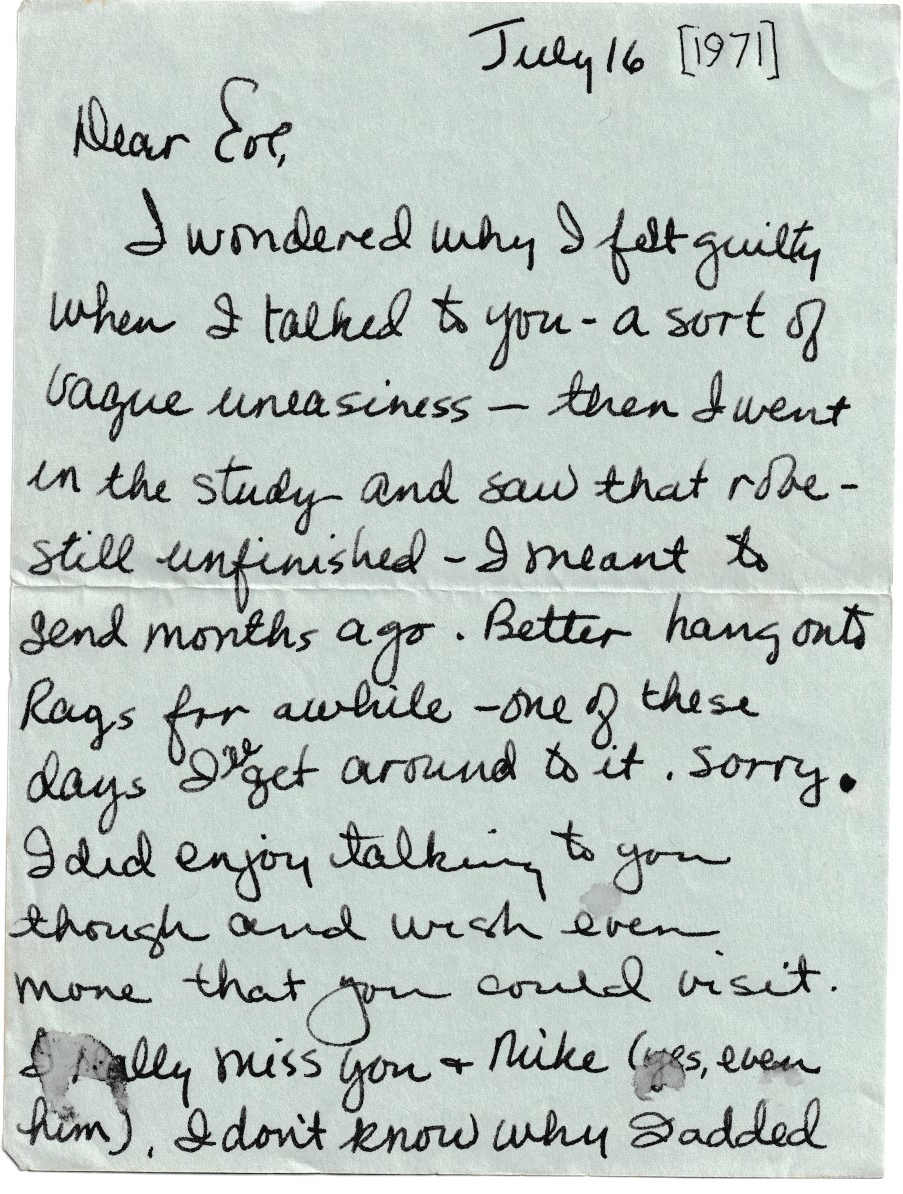 July 16 [1971]
Dear Eve,
I wondered why I felt guilty
when I talked to you - a sort of
vague uneasiness - then I went
in the study and saw that robe -
still unfinished - I meant to
send months ago. Better hang onto
Rags for awhile - one of these
days I'll get around to it. Sorry.
I did enjoy talking to you
though and wish even
more that you could visit.
I really miss you + Mike (yes, even
him). I don't know why I added